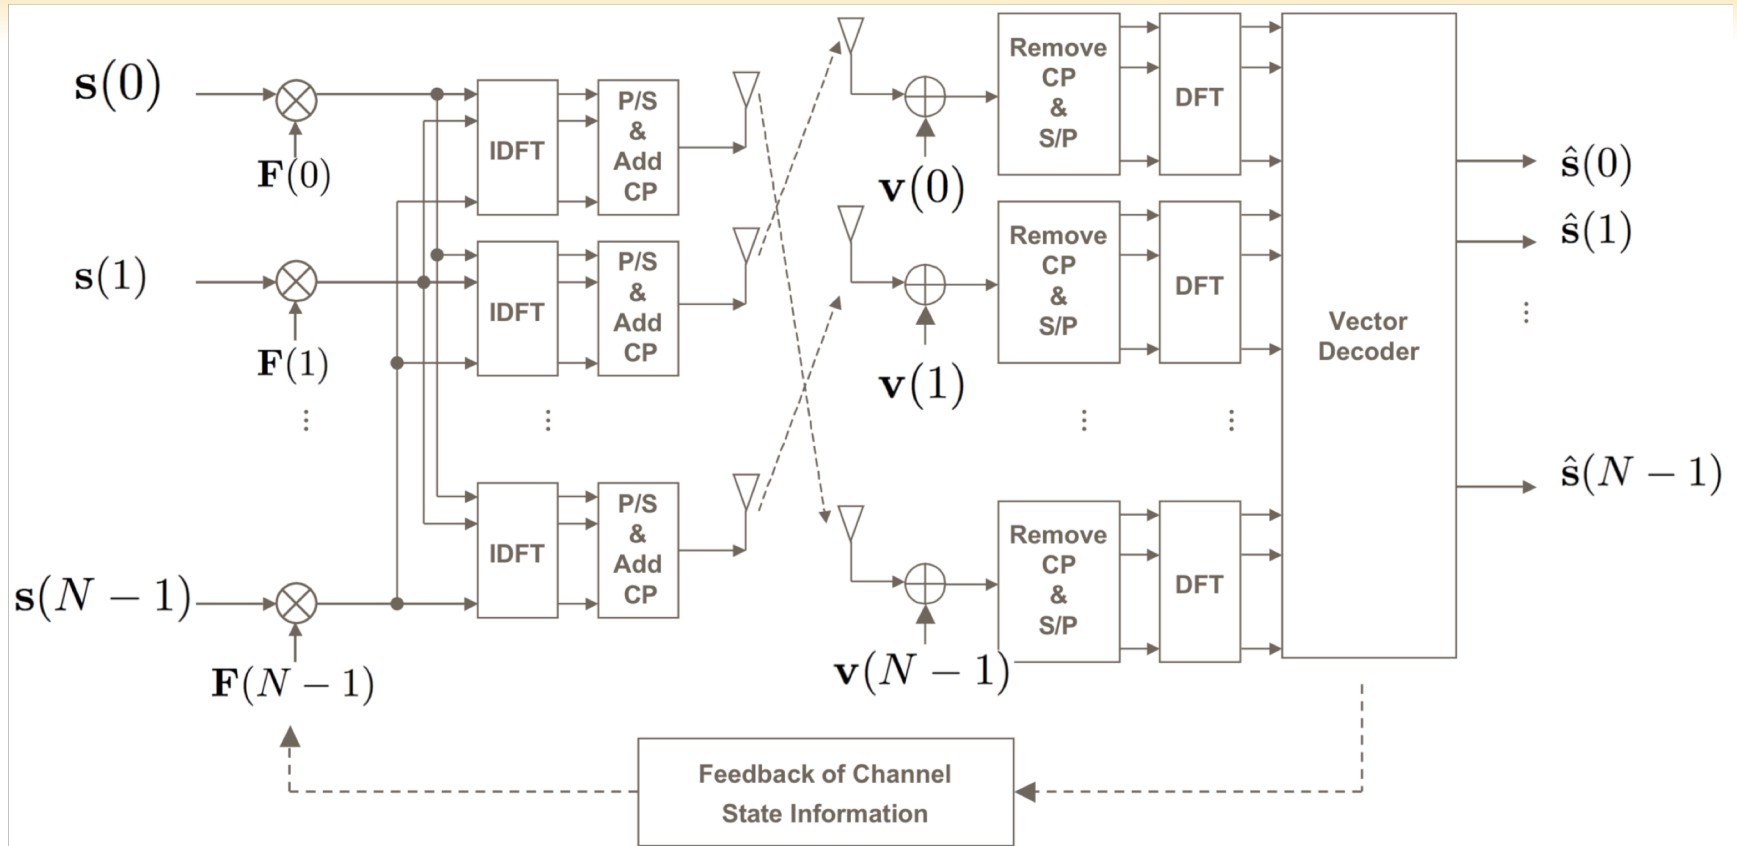 s(0)
F(0)
s(1)
F(1)
⋮
s(N − 1)
F(N − 1)
IDFT
P/S
&
Add
CP
IDFT
P/S
&
Add
CP
⋮
IDFT
P/S
&
Add
CP
v(0)
v(1)
v(N − 1)
Remove
CP
&
S/P
DFT
Remove
CP
&
S/P
DFT
⋮
⋮
Remove
CP
&
S/P
DFT
Vector
Decoder
ŝ(0)
ŝ(1)
⋮
ŝ(N − 1)
Feedback of Channel
State Information